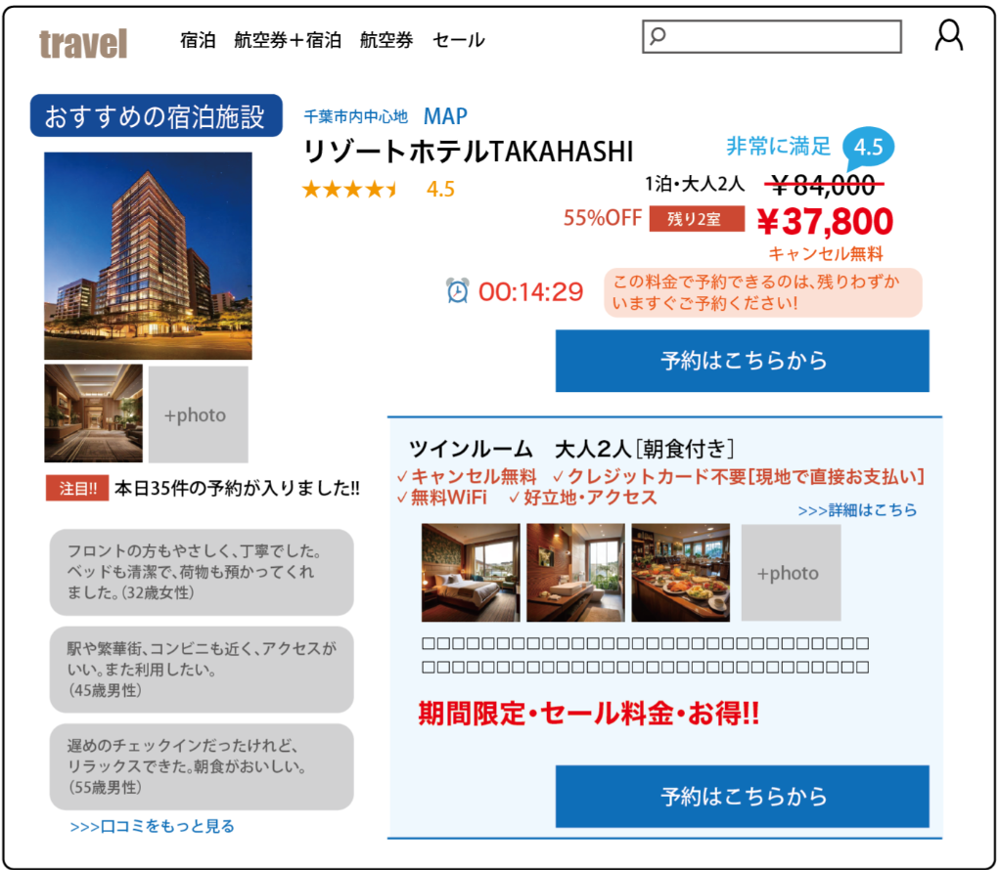 travel
宿泊 航空券＋宿泊 航空券 セール
おすすめの宿泊施設
+photo
注目!! 本日35件の予約が入りました!!
フロントの方もやさしく、丁寧でした。
ベッドも清潔で、荷物も預かってくれ
ました。（32歳女性）
駅や繁華街、コンビニも近く、アクセスが
いい。また利用したい。
（45歳男性）
遅めのチェックインだったけれど、
リラックスできた。朝食がおいしい。
（55歳男性）
>>>口コミをもっと見る
千葉市内中心地 MAP
リゾートホテルTAKAHASHI
4.5
非常に満足 4.5
1泊・大人2人 ￥84,000
55%OFF 残り2室 ￥37,800
キャンセル無料
00:14:29
この料金で予約できるのは、残りわずか
いますぐご予約ください!
予約はこちらから
ツインルーム 大人2人[朝食付き]
✓キャンセル無料 ✓クレジットカード不要[現地で直接お支払い]
✓無料WiFi ✓好立地・アクセス
>>>詳細はこちら
+photo
□□□□□□□□□□□□□□□□□□□□□□□□□□□□□□
□□□□□□□□□□□□□□□□□□□□□□□□□□□□□□
期間限定・セール料金・お得!!
予約はこちらから